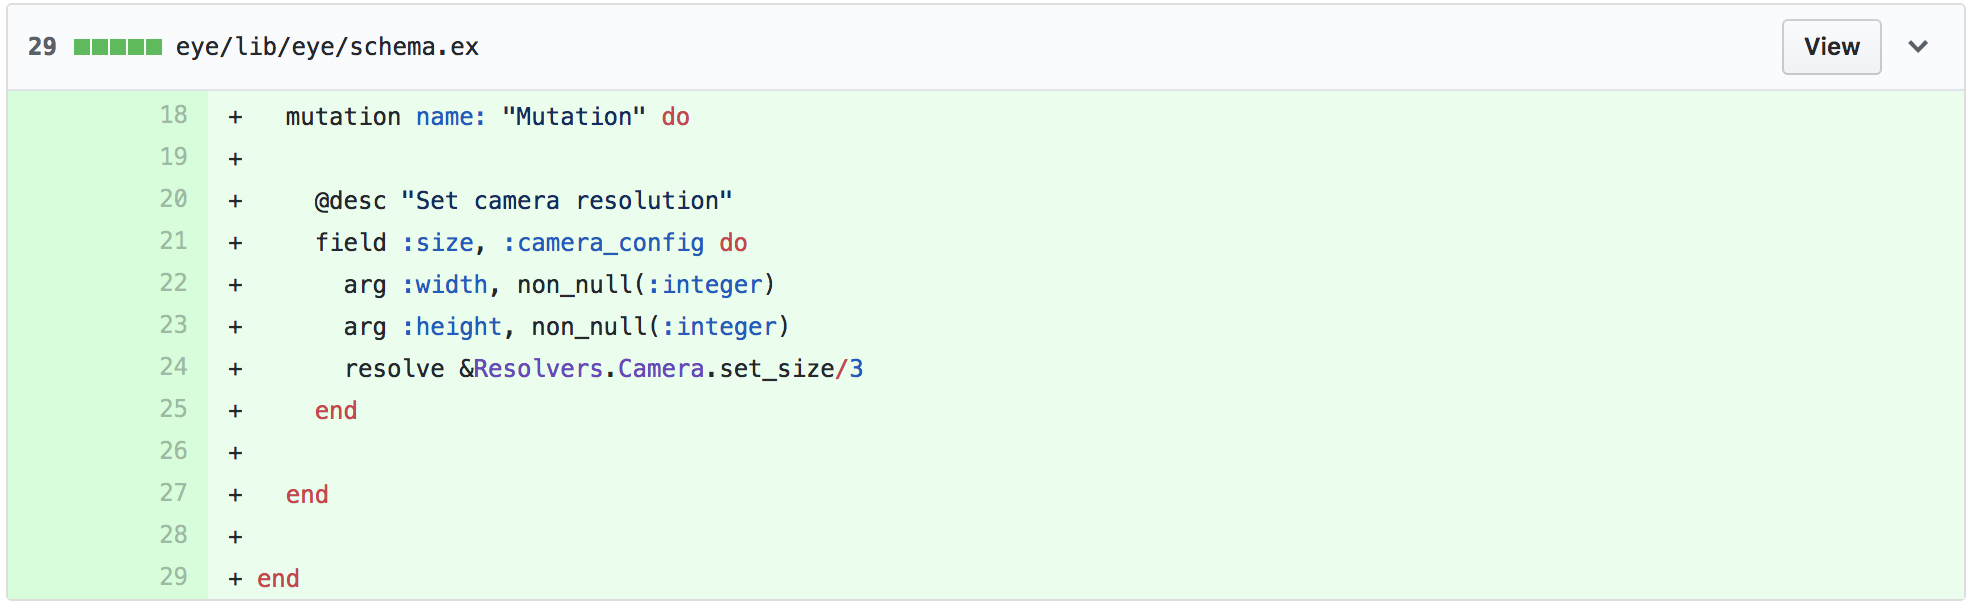 29 eye/lib/eye/schema.ex View
18 +   mutation name: "Mutation" do
19 +
20 +     @desc "Set camera resolution"
21 +     field :size, :camera_config do
22 +       arg :width, non_null(:integer)
23 +       arg :height, non_null(:integer)
24 +       resolve &Resolvers.Camera.set_size/3
25 +     end
26 +
27 +   end
28 +
29 + end